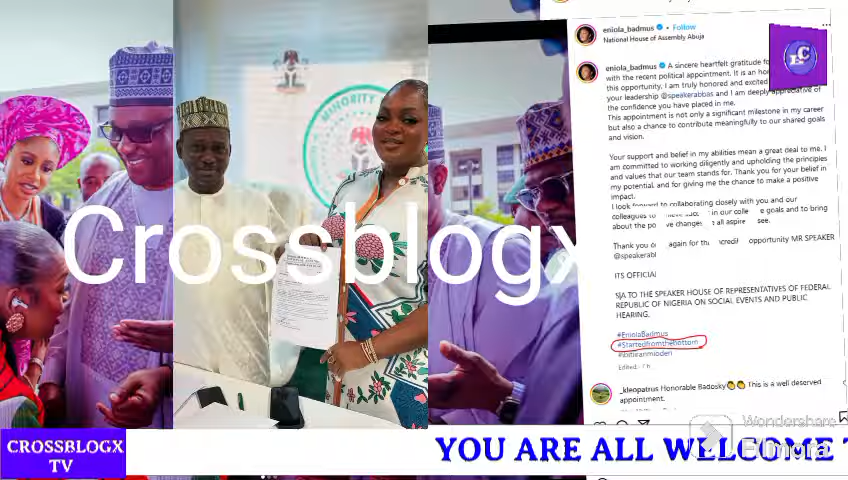 eniola_badmus • Follow
National House of Assembly Abuja
eniola_badmus A sincere heartfelt gratitude fo
with the recent political appointment. It is an hon
this opportunity, I am truly honored and excited
your leadership @speakerabbas and I am deeply appreciative of
the confidence you have placed in me.
This appointment is not only a significant milestone in my career
but also a chance to contribute meaningfully to our shared goals
and vision.
Your support and belief in my abilities mean a great deal to me. I
am committed to working diligently and upholding the principles
and values that our team stands for. Thank you for your belief in
my potential, and for giving me the chance to make a positive
impact.
I look forward to collaborating closely with you and our
colleagues to in our goals and to bring
about the po changes all aspire see.
Thank you again for opportunity MR SPEAKER
@speakerab
ITS OFFICIAL
SJA TO THE SPEAKER HOUSE OF REPRESENTATIVES OF FEDERAL
REPUBLIC OF NIGERIA ON SOCIAL EVENTS AND PUBLIC
HEARING.
#EniolaBadmus
#Startedfromthebottom
Edited · 7 h
_kleopatrus Honorable Badosky👏👏 This is a well deserved
appointment.
MINORITY
Crossblogx
EC
Wondershare
Filmora
CROSSBLOGX
TV
YOU ARE ALL WELCOME T